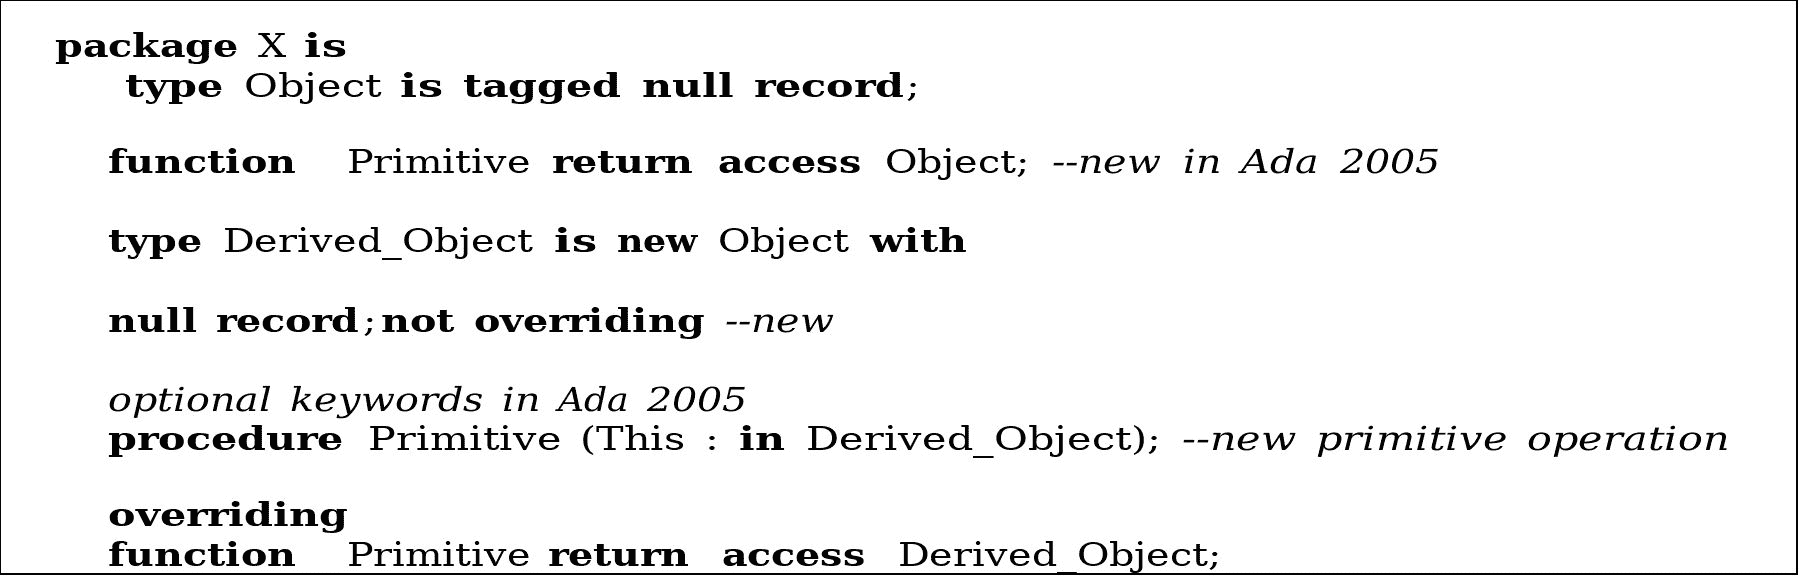 package X is
type Object is tagged null record;
function Primitive return access Object; --new in Ada 2005
type Derived_Object is new Object with
null record;not overriding --new
optional keywords in Ada 2005
procedure Primitive (This : in Derived_Object); --new primitive operation
overriding
function Primitive return access Derived_Object;